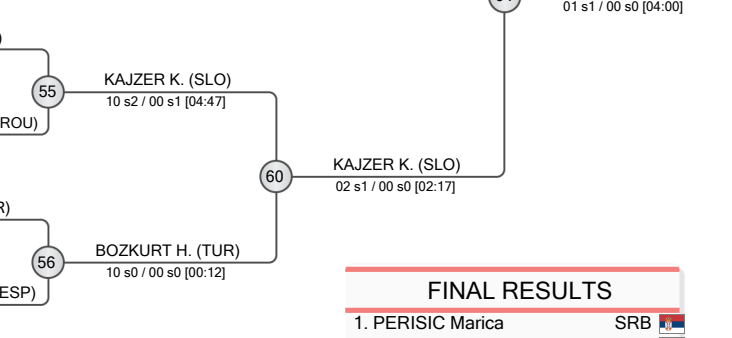 01 s1 / 00 s0 [04:00]
55
KAJZER K. (SLO)
10 s2 / 00 s1 [04:47]
ROU)
60
KAJZER K. (SLO)
02 s1 / 00 s0 [02:17]
R)
56
BOZKURT H. (TUR)
10 s0 / 00 s0 [00:12]
ESP)
FINAL RESULTS
1. PERISIC Marica SRB